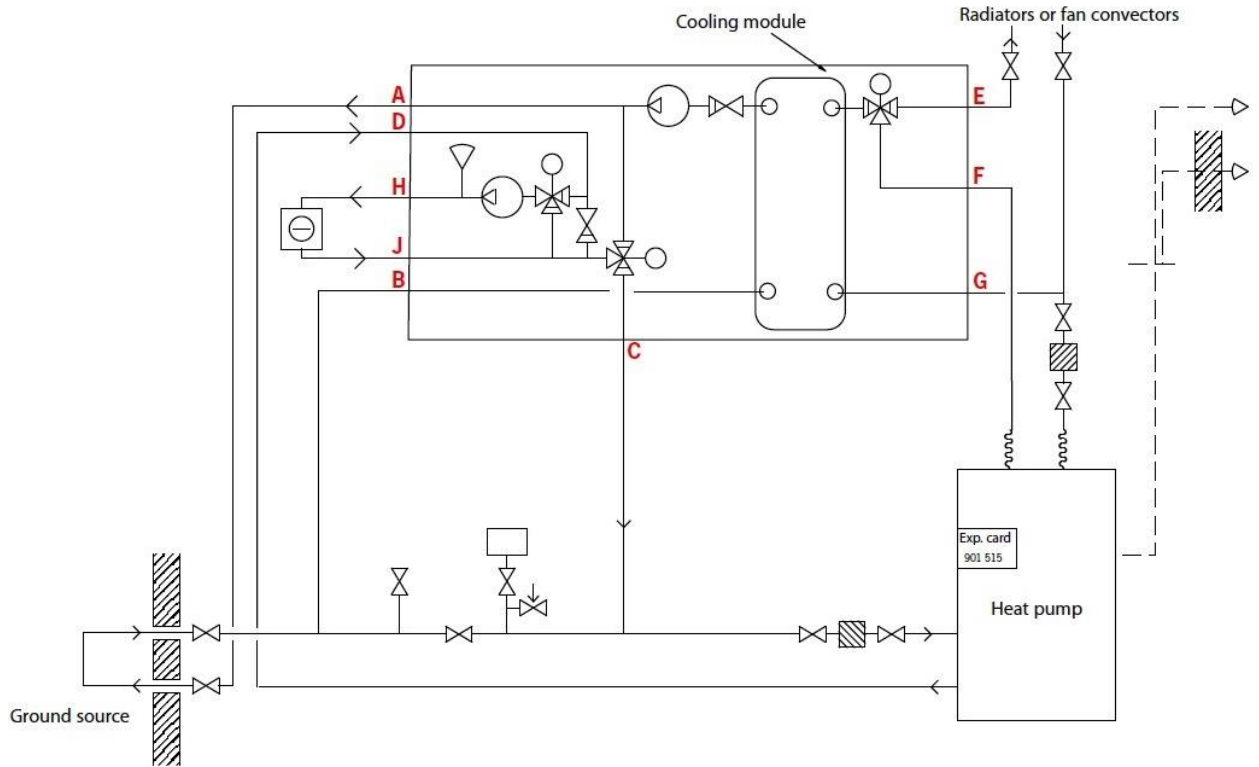 Cooling module
Radiators or fan convectors
A
D
E
H
F
J
B
G
C
Exp. card
901 515
Heat pump
Ground source